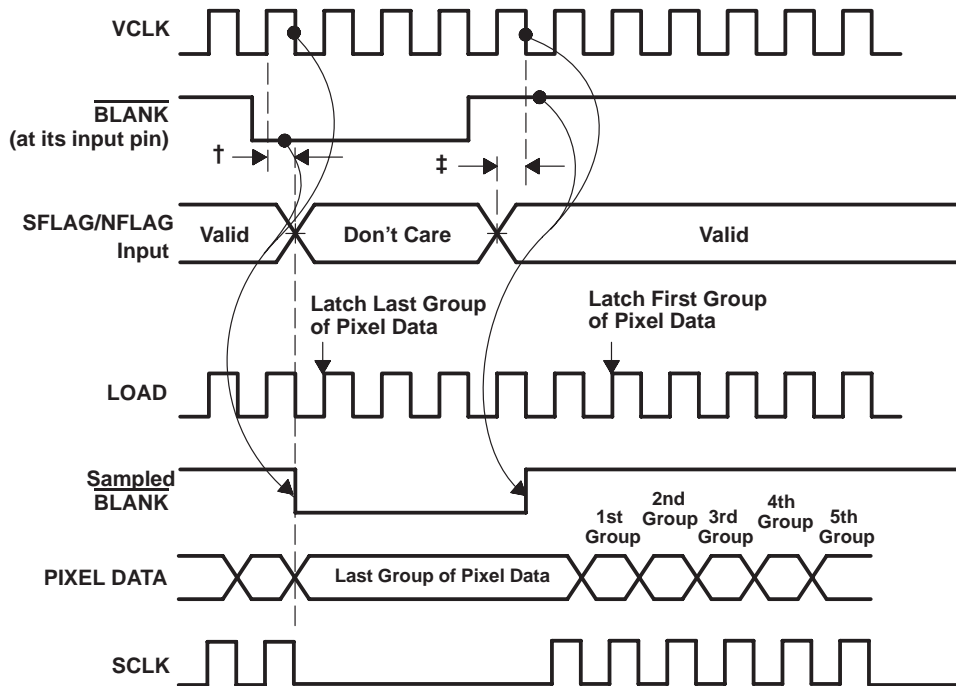 VCLK
BLANK
(at its input pin)
†
‡
SFLAG/NFLAG
Input
Valid
Don't Care
Valid
Latch Last Group
of Pixel Data
Latch First Group
of Pixel Data
LOAD
Sampled
BLANK
1st
Group
2nd
Group
3rd
Group
4th
Group
5th
Group
PIXEL DATA
Last Group of Pixel Data
SCLK